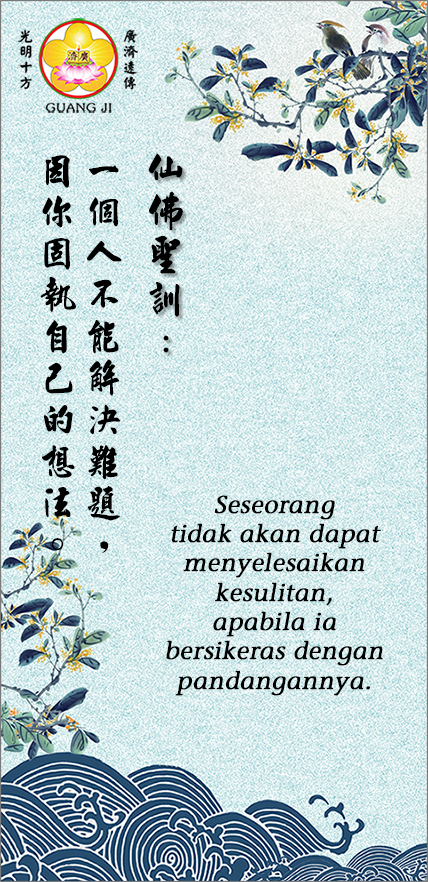 廣濟遠傳
光明十方
廣濟
GUANG JI
仙佛聖訓：
一個人不能解決難題，
因你固執自己的想法。
Seseorang
tidak akan dapat
menyelesaikan
kesulitan,
apabila ia
bersikeras dengan
pandangannya.